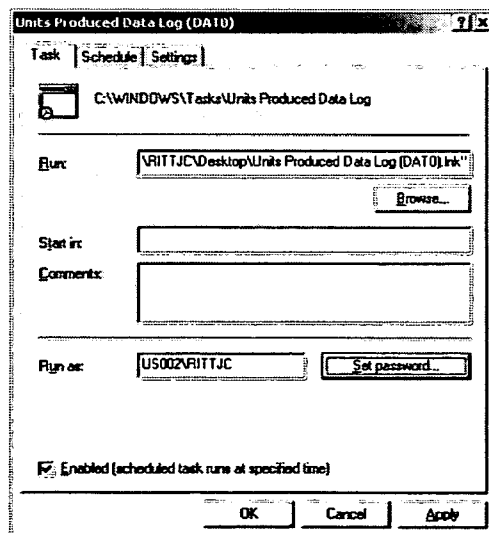 Units Produced Data Log (DAT0)
Task Schedule Settings
C:\WINDOWS\Tasks\Units Produced Data Log
Run: \RITTJC\Desktop\Units Produced Data Log (DAT0).lnk"
Browse...
Start in:
Comments:
Run as: US002\RITTJC Set password...
Enabled (scheduled task runs at specified time)
OK Cancel Apply